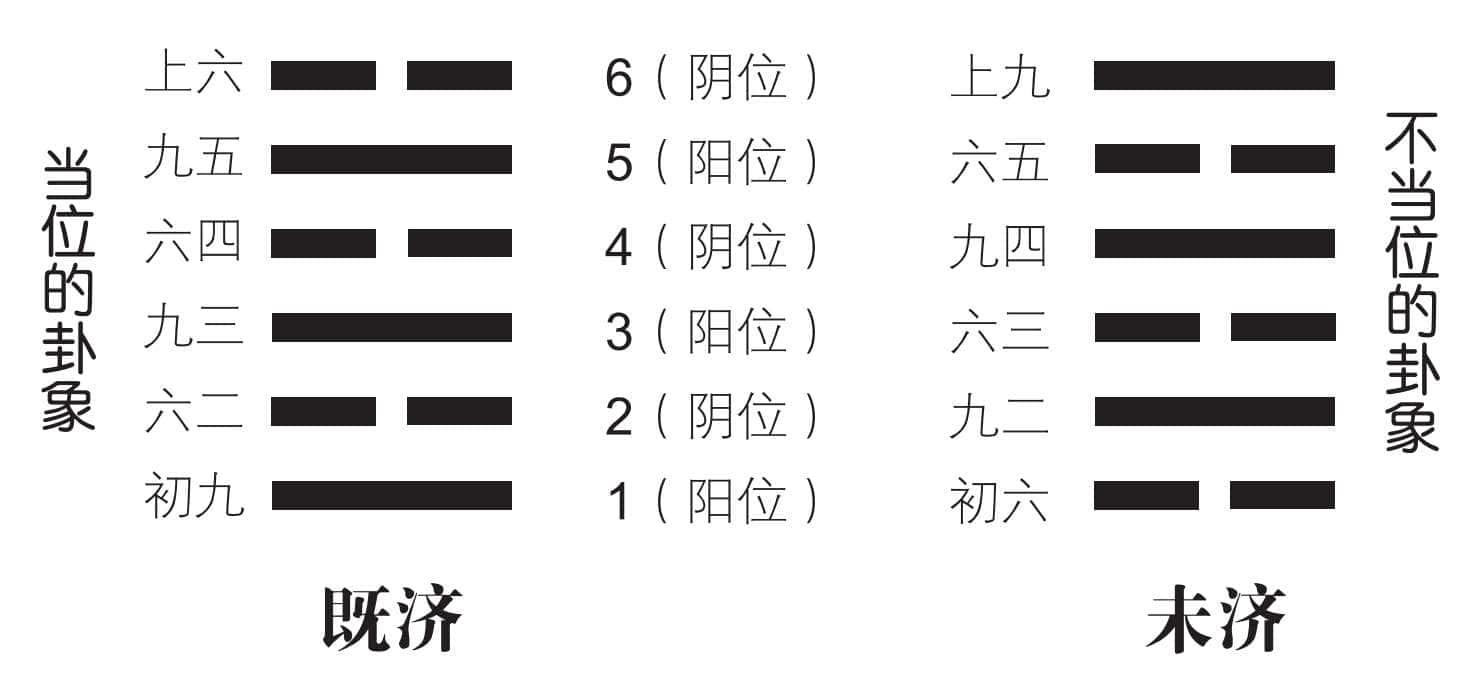 当位的卦象
上六
九五
六四
九三
六二
初九
既济
6（阴位）
5（阳位）
4（阴位）
3（阳位）
2（阴位）
1（阳位）
上九
六五
九四
六三
九二
初六
未济
不当位的卦象